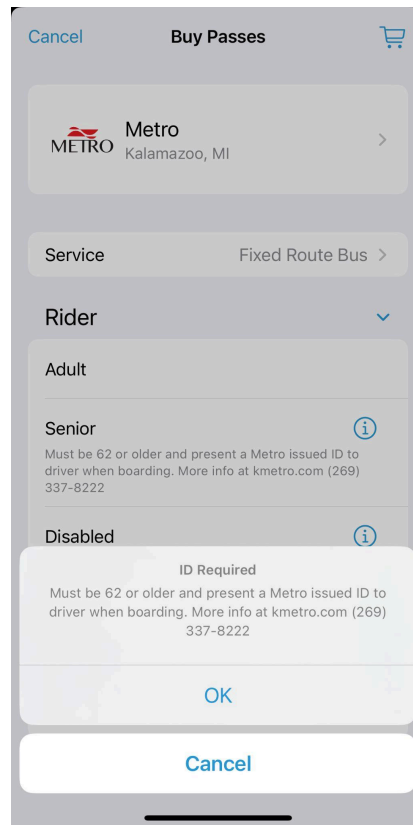 Cancel
Buy Passes
METRO
Metro
Kalamazoo, MI
Service
Fixed Route Bus
Rider
Adult
Senior
Must be 62 or older and present a Metro issued ID to
driver when boarding. More info at kmetro.com (269)
337-8222
Disabled
ID Required
Must be 62 or older and present a Metro issued ID to
driver when boarding. More info at kmetro.com (269)
337-8222
OK
Cancel